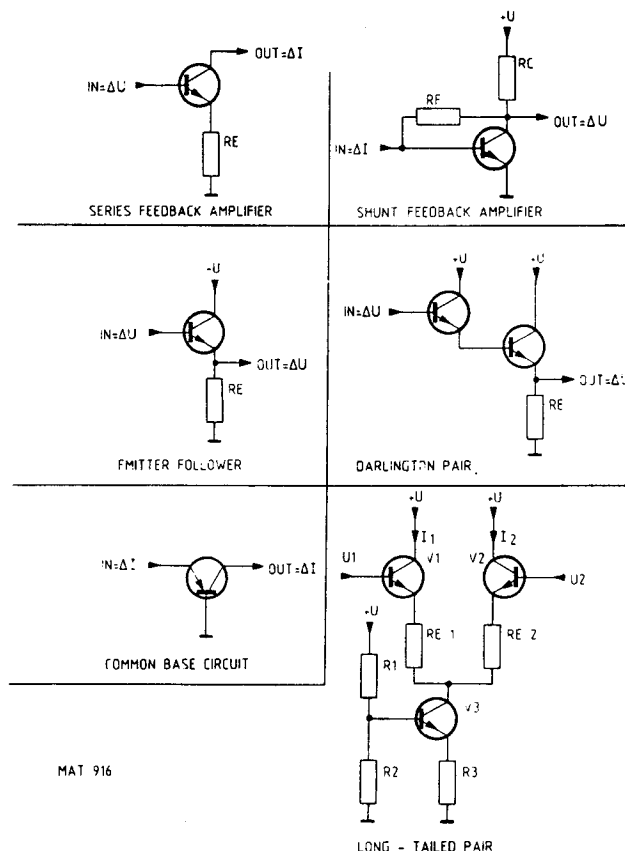 OUT=ΔI
IN=ΔU
RE
SERIES FEEDBACK AMPLIFIER
+U
RC
RF
OUT=ΔU
IN=ΔI
SHUNT FEEDBACK AMPLIFIER
+U
IN=ΔU
OUT=ΔU
RE
EMITTER FOLLOWER
+U +U
IN=ΔU
OUT=ΔU
RE
DARLINGTON PAIR
IN=ΔI OUT=ΔI
COMMON BASE CIRCUIT
+U +U
I1 I2
U1 V1 V2 U2
+U
RE 1 RE 2
R1
V3
R2 R3
MAT 916
LONG - TAILED PAIR